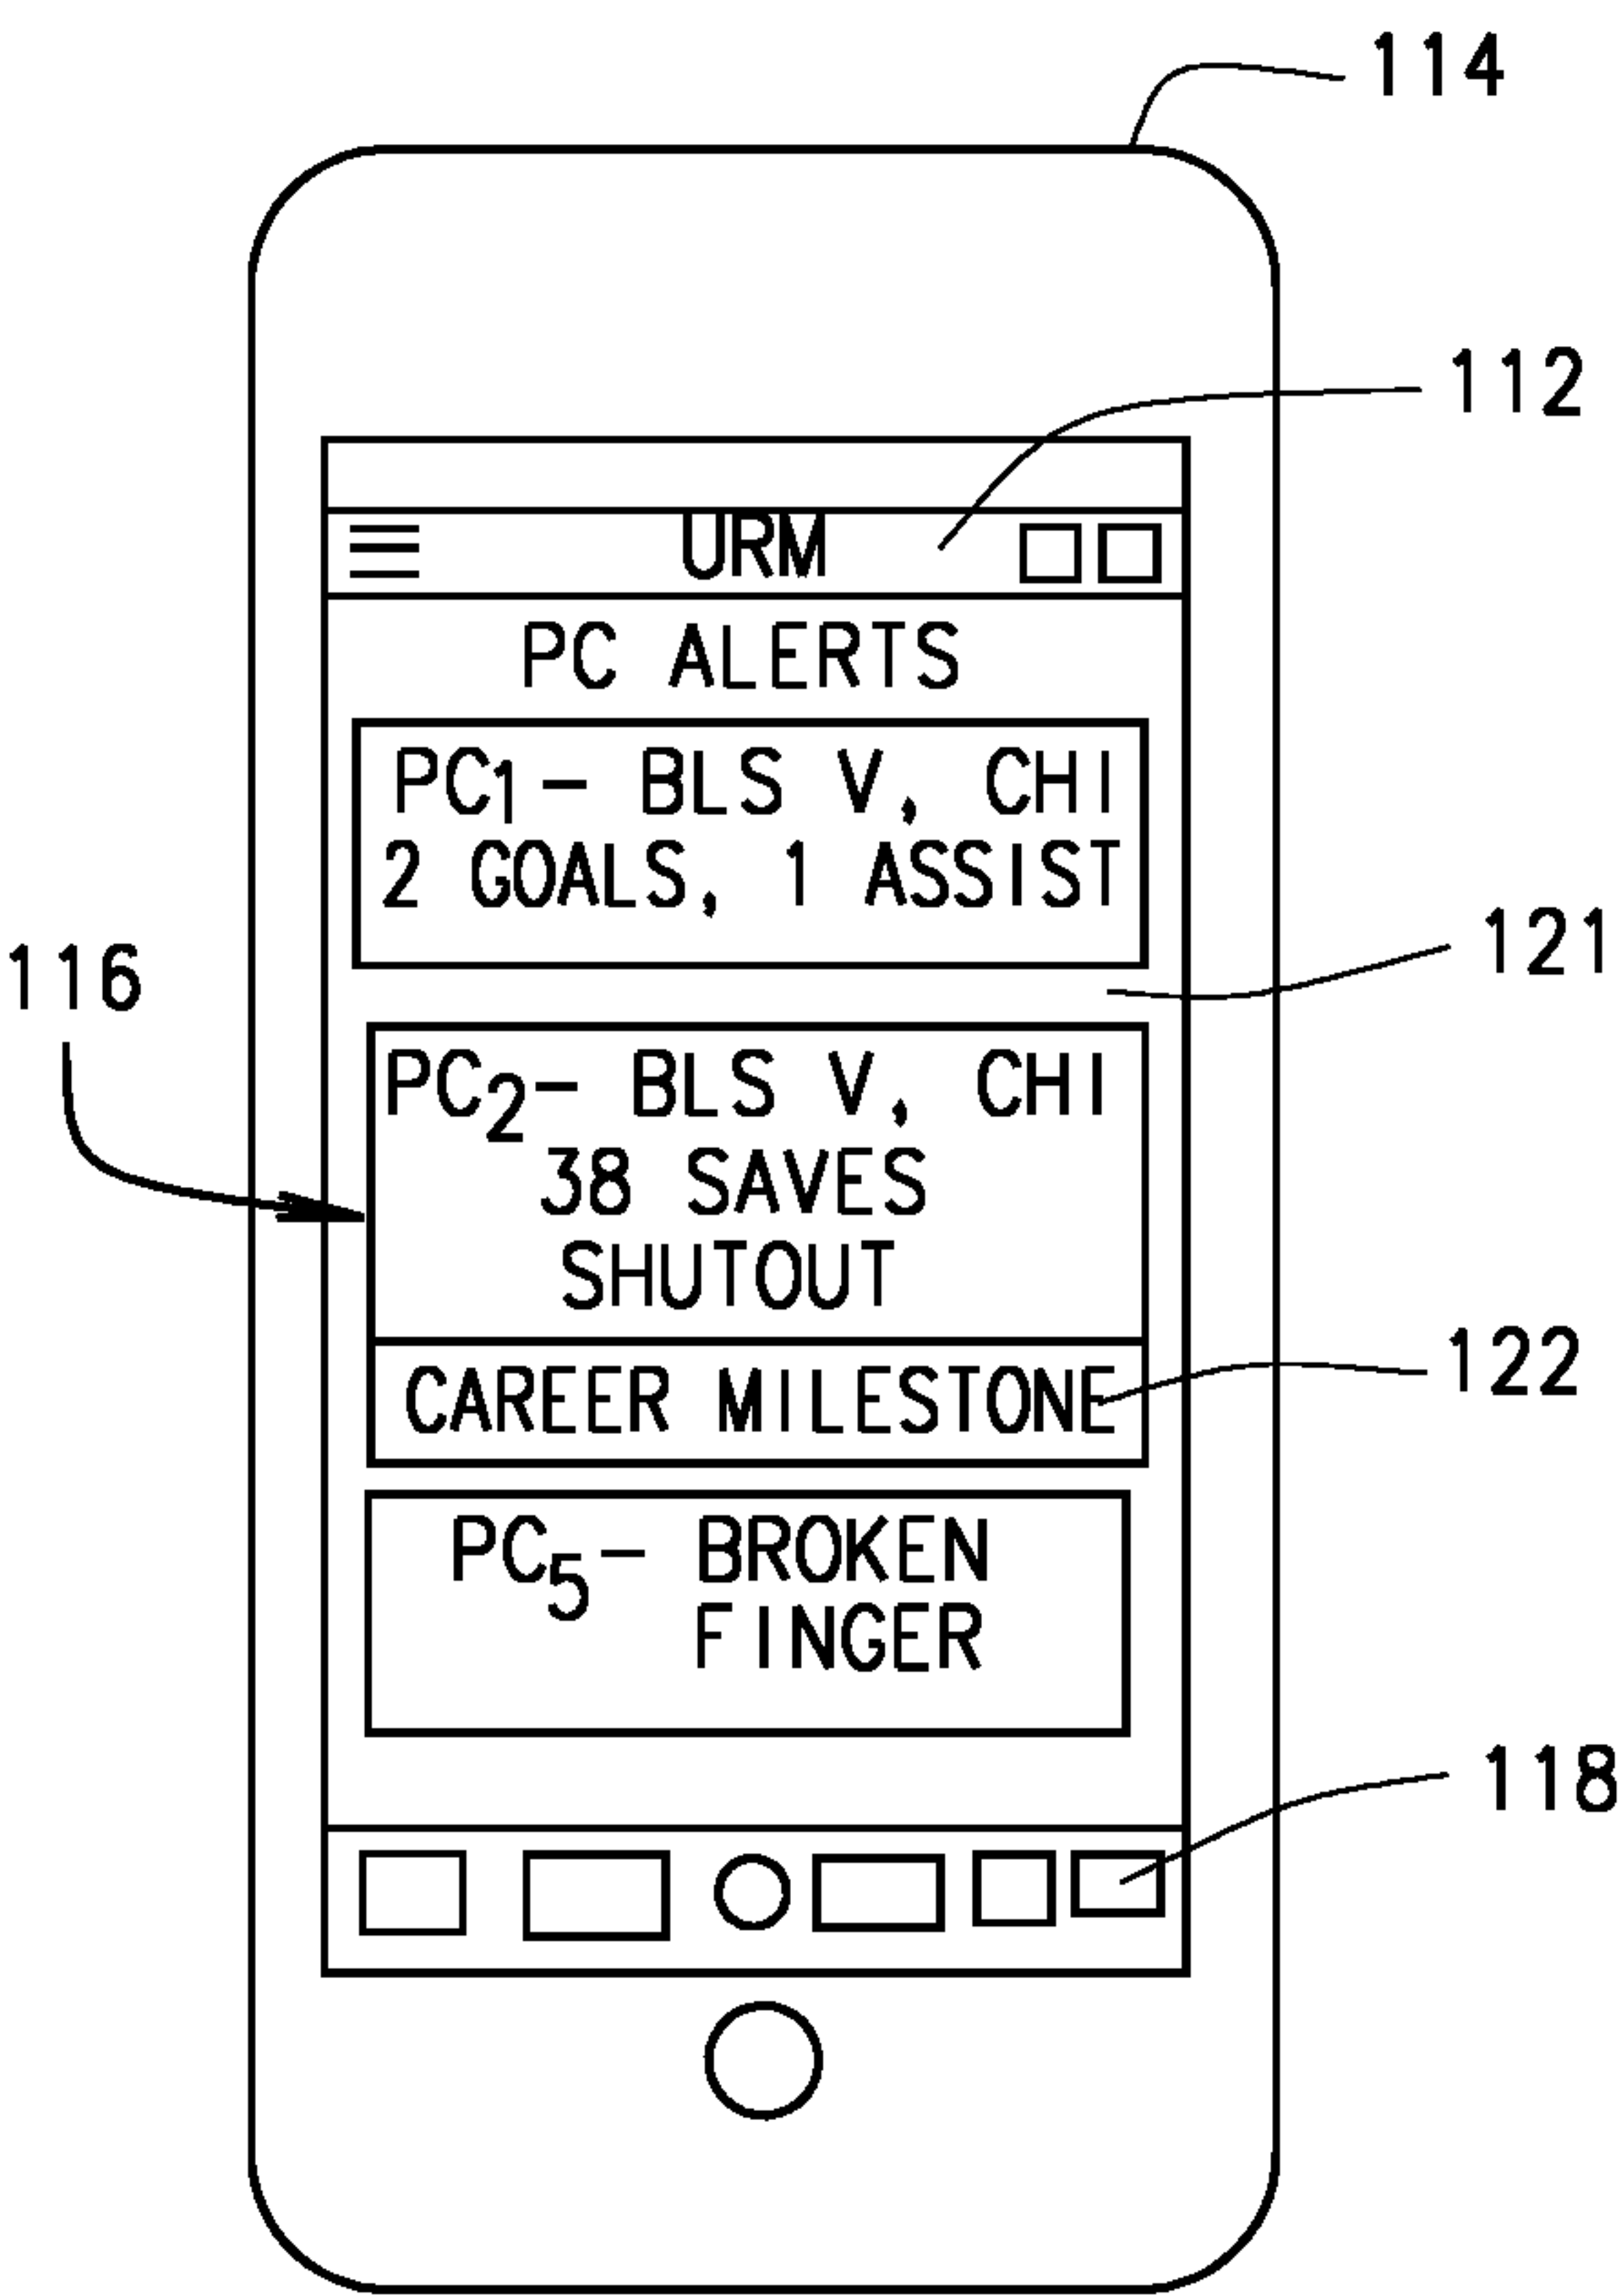 114
112
URM
PC ALERTS
PC1- BLS V, CHI
2 GOALS, 1 ASSIST
121
116
PC2- BLS V, CHI
38 SAVES
SHUTOUT
122
CAREER MILESTONE
PC5- BROKEN
FINGER
118